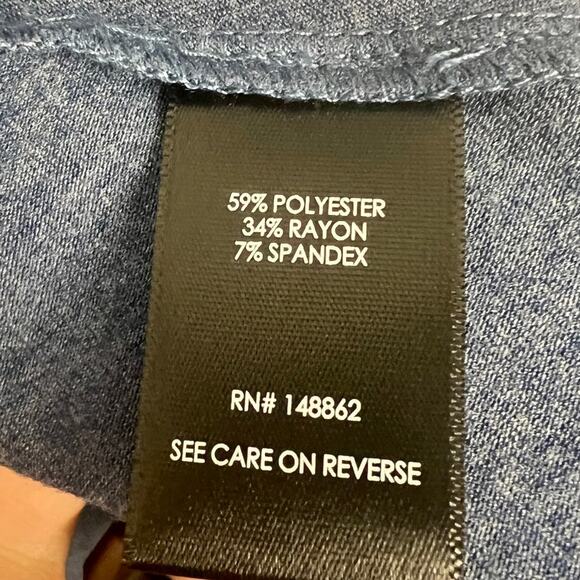 59% POLYESTER
34% RAYON
7% SPANDEX
RN# 148862
SEE CARE ON REVERSE